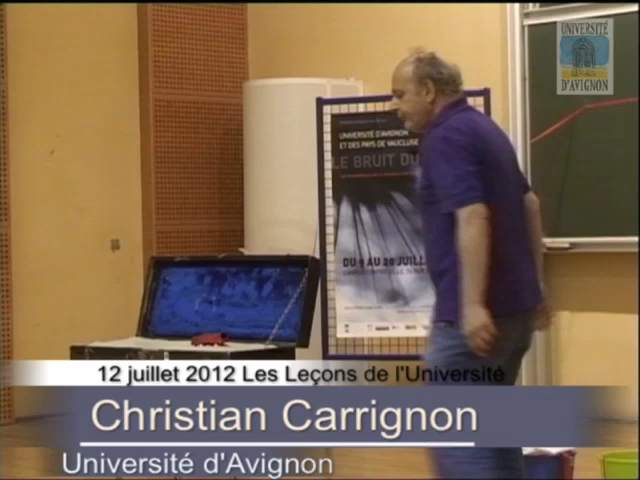 UNIVERSITÉ
D'AVIGNON
UNIVERSITÉ D'AVIGNON
ET DES PAYS DE VAUCLUSE
LE BRUIT DU
DU 9 AU 28 JUILL
12 juillet 2012 Les Leçons de l'Université
Christian Carrignon
Université d'Avignon